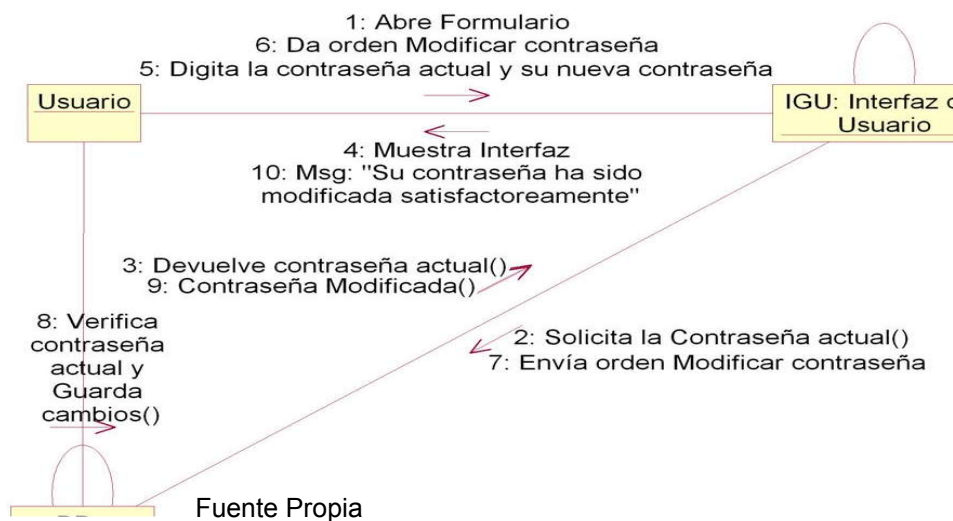 1: Abre Formulario
6: Da orden Modificar contraseña
5: Digita la contraseña actual y su nueva contraseña
Usuario
IGU: Interfaz
Usuario
4: Muestra Interfaz
10: Msg: "Su contraseña ha sido
modificada satisfactoreamente"
3: Devuelve contraseña actual()
9: Contraseña Modificada()
8: Verifica
contraseña
actual y
Guarda
cambios()
2: Solicita la Contraseña actual()
7: Envía orden Modificar contraseña
Fuente Propia